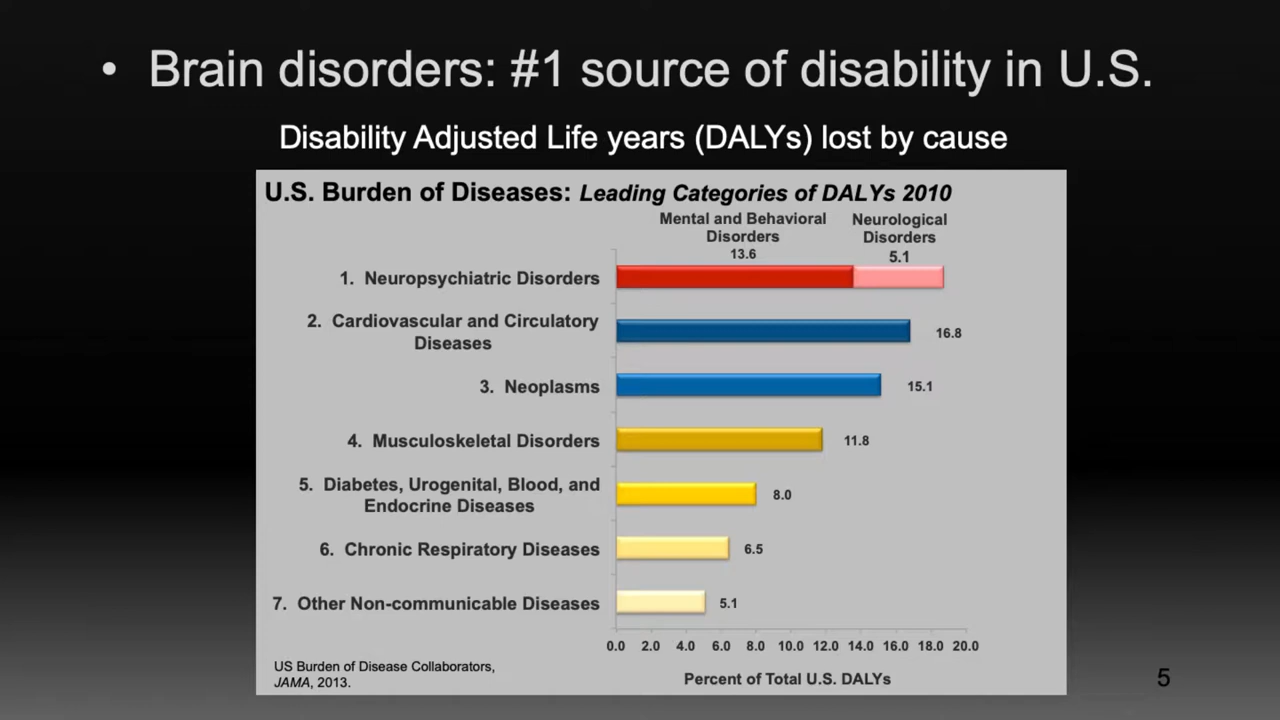 • Brain disorders: #1 source of disability in U.S.
Disability Adjusted Life years (DALYs) lost by cause
U.S. Burden of Diseases: Leading Categories of DALYs 2010
Mental and Behavioral
Disorders
13.6
Neurological
Disorders
5.1
1. Neuropsychiatric Disorders
2. Cardiovascular and Circulatory
Diseases
16.8
3. Neoplasms
15.1
4. Musculoskeletal Disorders
11.8
5. Diabetes, Urogenital, Blood, and
Endocrine Diseases
8.0
6. Chronic Respiratory Diseases
6.5
7. Other Non-communicable Diseases
5.1
0.0 2.0 4.0 6.0 8.0 10.0 12.0 14.0 16.0 18.0 20.0
Percent of Total U.S. DALYs
US Burden of Disease Collaborators,
JAMA, 2013.
5